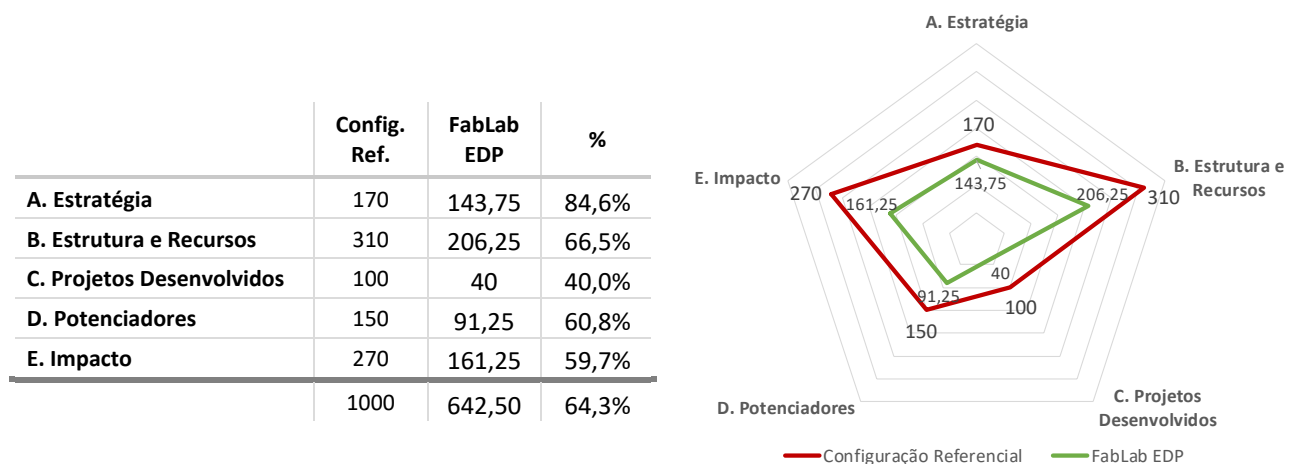 Config. Ref. FabLab EDP %
A. Estratégia 170 143,75 84,6%
B. Estrutura e Recursos 310 206,25 66,5%
C. Projetos Desenvolvidos 100 40 40,0%
D. Potenciadores 150 91,25 60,8%
E. Impacto 270 161,25 59,7%
1000 642,50 64,3%
A. Estratégia
170
143,75
B. Estrutura e
Recursos
206,25
310
E. Impacto
270
161,25
40
91,25
100
150
D. Potenciadores
C. Projetos
Desenvolvidos
Configuração Referencial
FabLab EDP